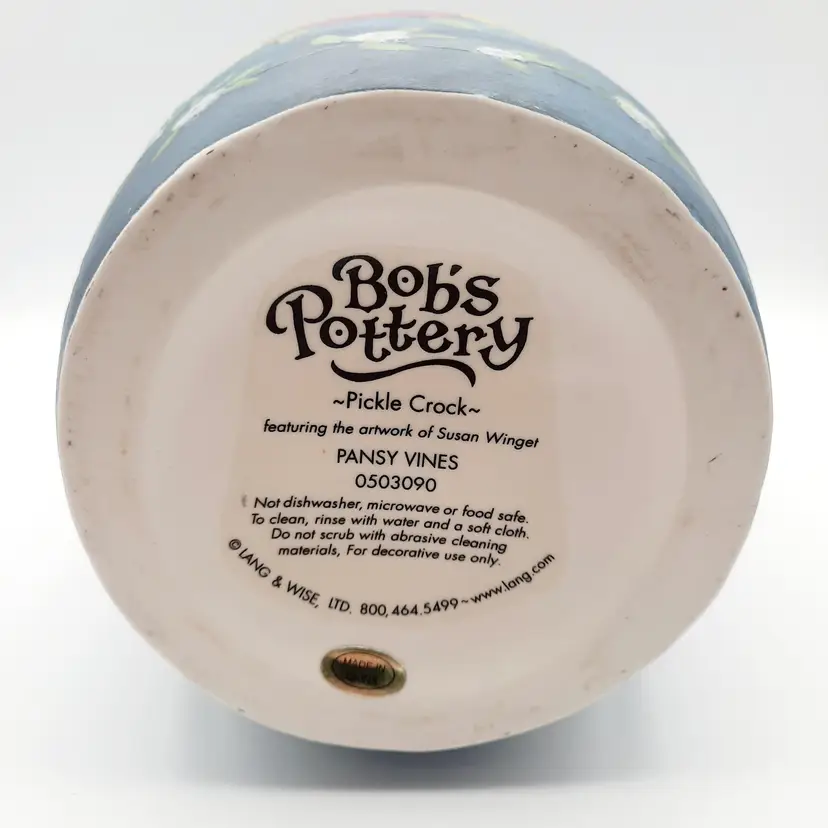 Bob's
Pottery
~Pickle Crock~
featuring the artwork of Susan Winget
PANSY VINES
0503090
Not dishwasher, microwave or food safe.
To clean, rinse with water and a soft cloth.
Do not scrub with abrasive cleaning
materials, For decorative use only.
© LANG & WISE, LTD. 800,464.5499~www.lang.com
MADE IN